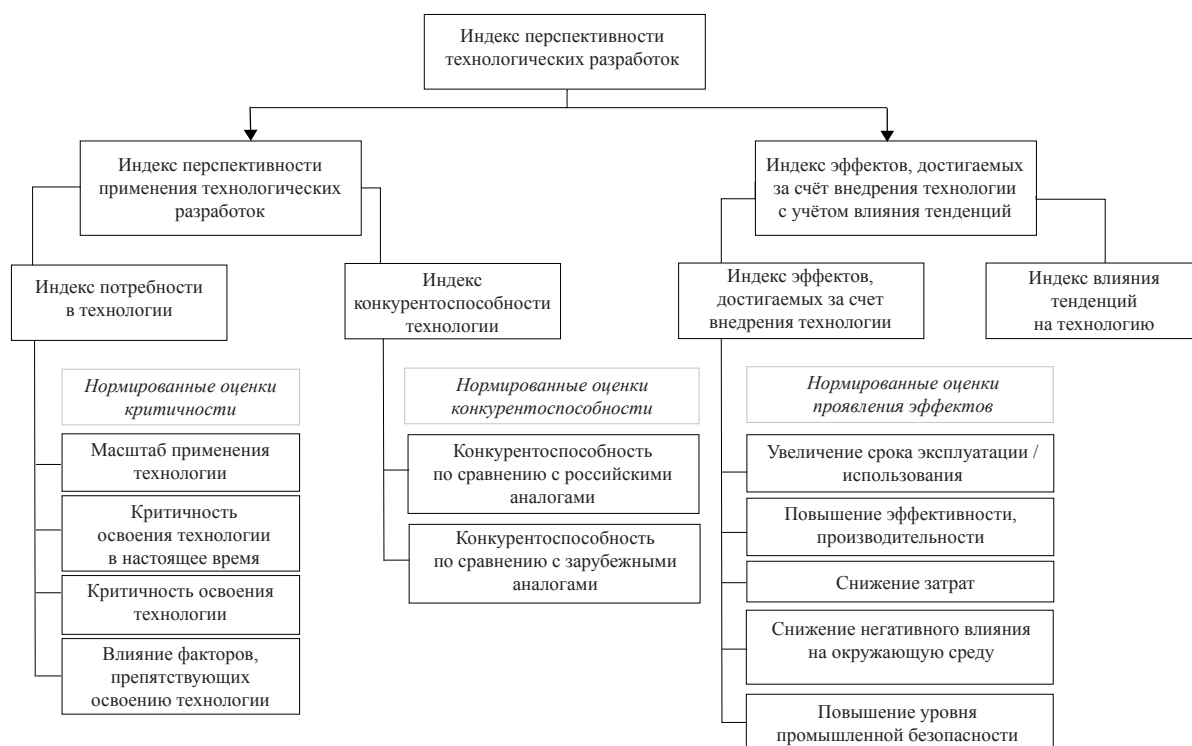 Индекс перспективности
технологических разработок
Индекс перспективности
применения технологических
разработок
Индекс эффектов, достигаемых
за счёт внедрения технологии
с учётом влияния тенденций
Индекс потребности
в технологии
Индекс
конкурентоспособности
технологии
Индекс эффектов,
достигаемых за счет
внедрения технологии
Индекс влияния
тенденций
на технологию
Нормированные оценки
критичности
Масштаб применения
технологии
Критичность
освоения технологии
в настоящее время
Критичность освоения
технологии
Влияние факторов,
препятствующих
освоению технологии
Нормированные оценки
конкурентоспособности
Конкурентоспособность
по сравнению с российскими
аналогами
Конкурентоспособность
по сравнению с зарубежными
аналогами
Нормированные оценки
проявления эффектов
Увеличение срока эксплуатации /
использования
Повышение эффективности,
производительности
Снижение затрат
Снижение негативного влияния
на окружающую среду
Повышение уровня
промышленной безопасности